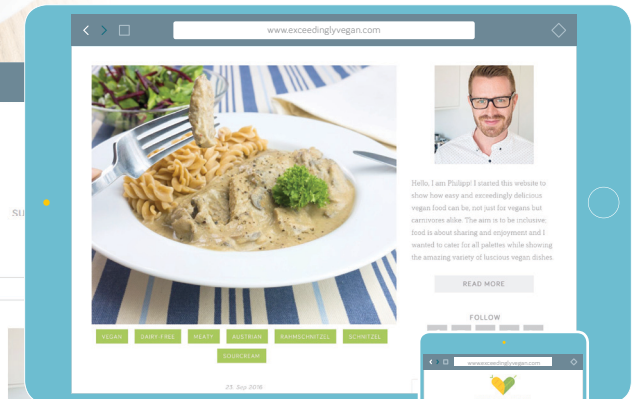 www.exceedinglyvegan.com
Hello. I am Philipp! I started this website to
show how easy and exceedingly delicious
vegan food can be, not just for vegans but
carnivores alike. The aim is to be inclusive:
food is about sharing and enjoyment and I
wanted to cater for all palettes while showing
the amazing variety of luscious vegan dishes.
READ MORE
FOLLOW
VEGAN DAIRY-FREE MEATY AUSTRIAN RAHMSCHNITZEL SCHNITZEL
SOURCREAM
23. Sep 2016
www.exceedinglyvegan.com
SU